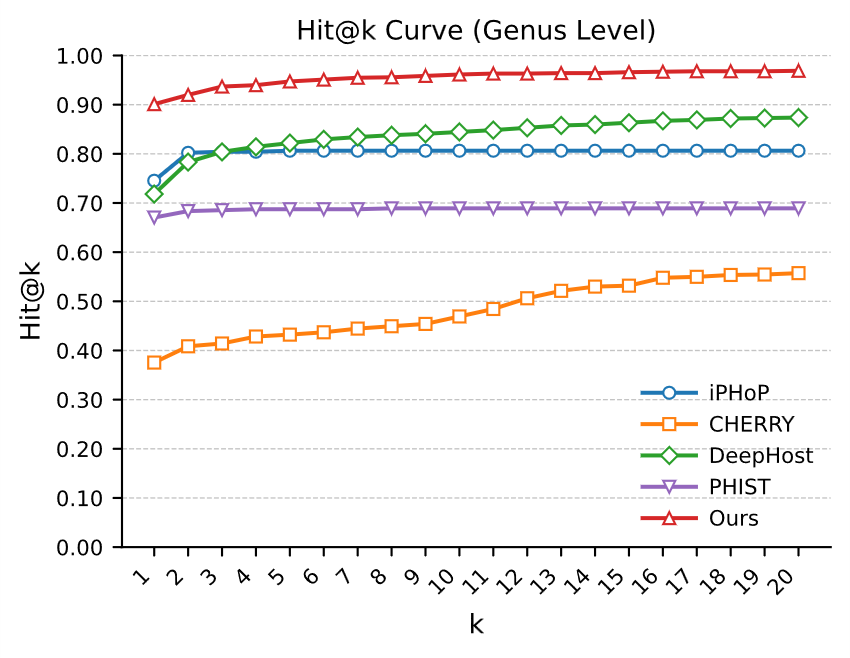 Hit@k Curve (Genus Level)
1.00
0.90
0.80
0.70
0.60
0.50
0.40
0.30
0.20
0.10
0.00
Hit@k
iPHoP
CHERRY
DeepHost
PHIST
Ours
1 2 3 4 5 6 7 8 9 10 11 12 13 14 15 16 17 18 19 20
k